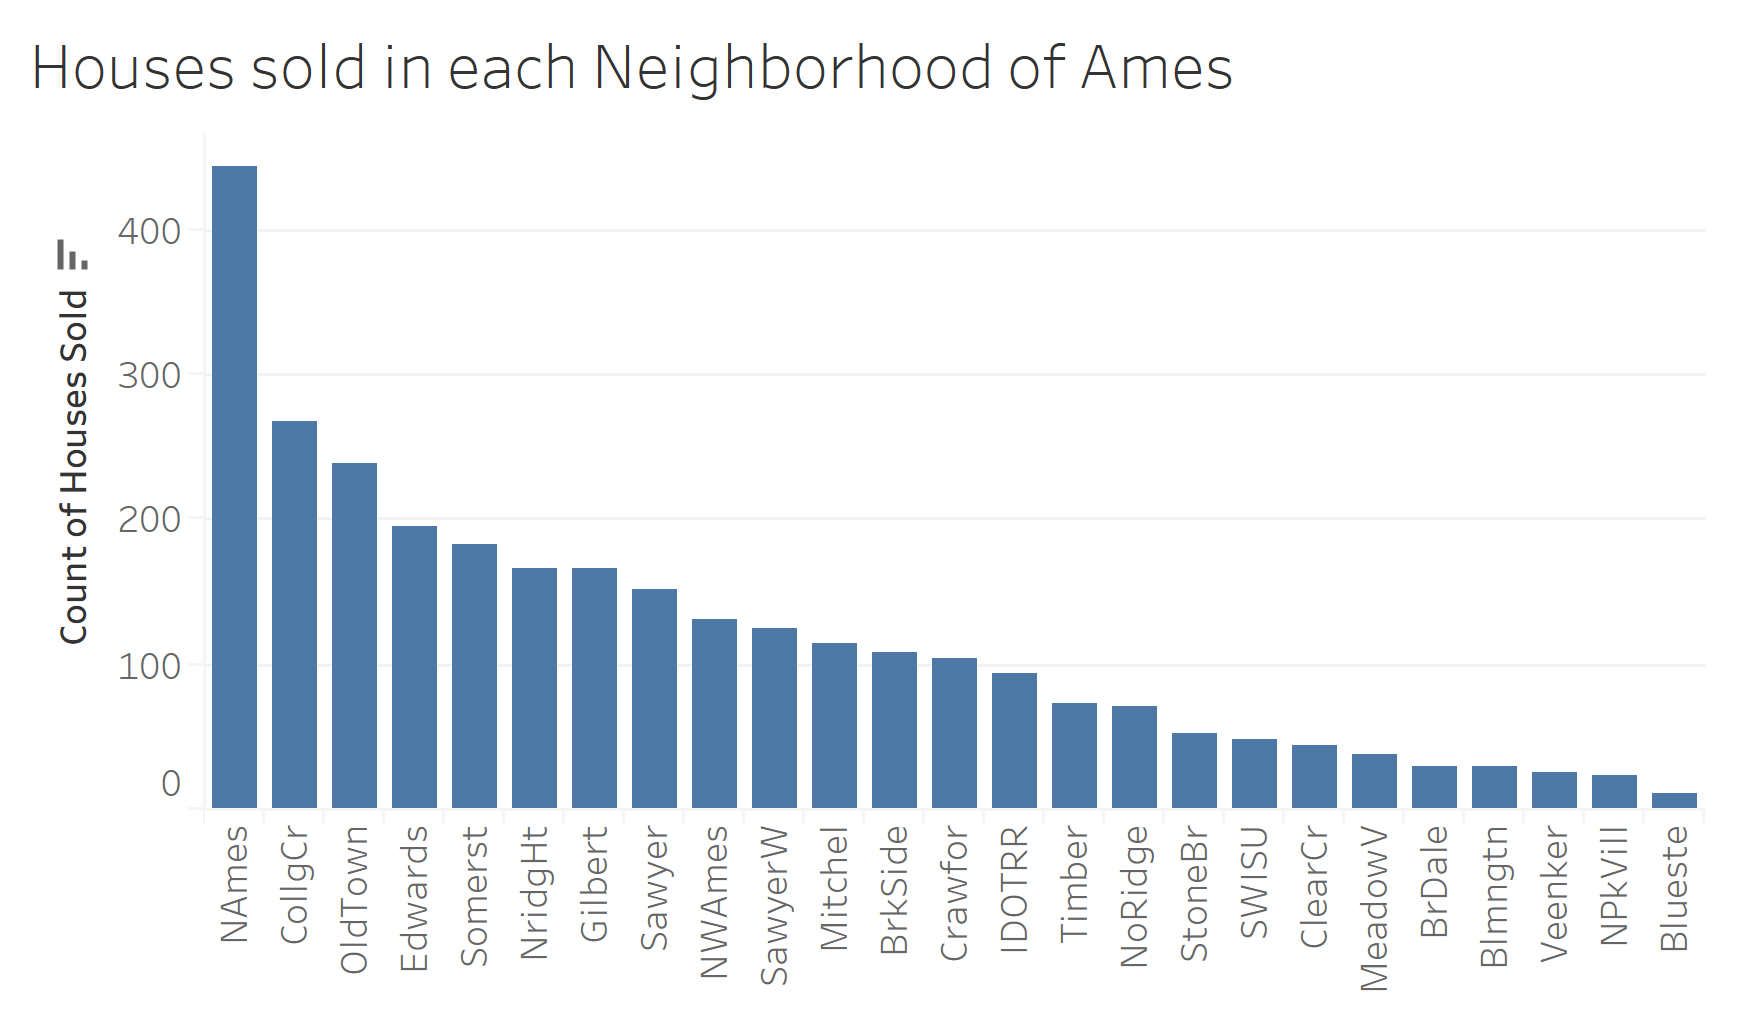 Houses sold in each Neighborhood of Ames
Count of Houses Sold
400
300
200
100
0
NAmes
CollgCr
OldTown
Edwards
Somerst
NridgHt
Gilbert
Sawyer
NWAmes
SawyerW
Mitchel
BrkSide
Crawfor
IDOTRR
Timber
NoRidge
StoneBr
SWISU
ClearCr
MeadowV
BrDale
Blmngtn
Veenker
NPkVill
Blueste